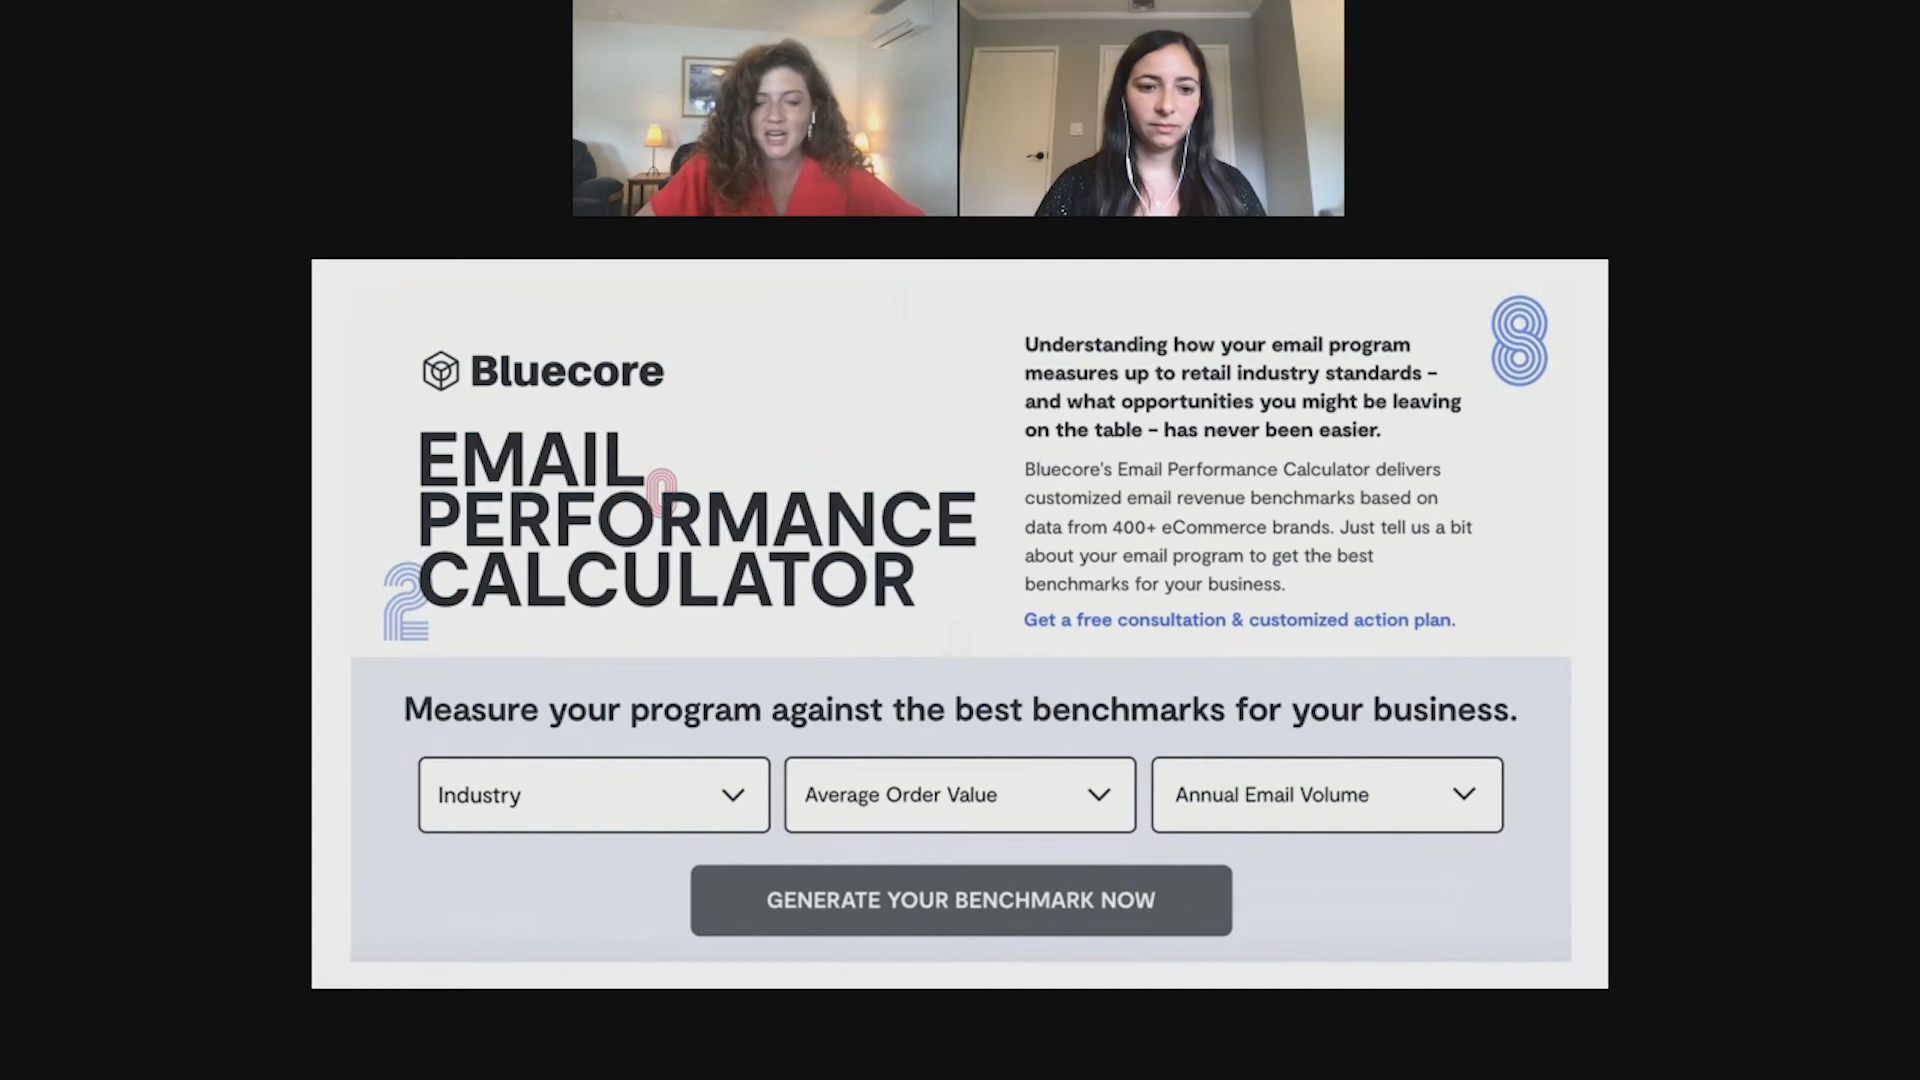 Bluecore
EMAIL
PERFORMANCE
CALCULATOR
0
2
8
Understanding how your email program
measures up to retail industry standards –
and what opportunities you might be leaving
on the table – has never been easier.
Bluecore's Email Performance Calculator delivers
customized email revenue benchmarks based on
data from 400+ eCommerce brands. Just tell us a bit
about your email program to get the best
benchmarks for your business.
Get a free consultation & customized action plan.
Measure your program against the best benchmarks for your business.
Industry
Average Order Value
Annual Email Volume
GENERATE YOUR BENCHMARK NOW